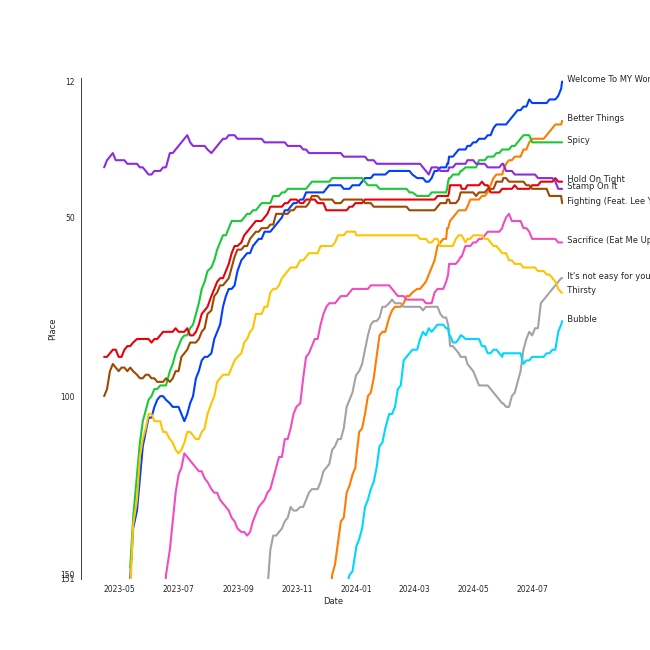 12
50
100
150
151
Place
2023-05
2023-07
2023-09
2023-11
2024-01
2024-03
2024-05
2024-07
Date
Welcome To MY Wor
Better Things
Spicy
Hold On Tight
Stamp On It
Fighting (Feat. Lee Y
Sacrifice (Eat Me Up
It's not easy for you
Thirsty
Bubble